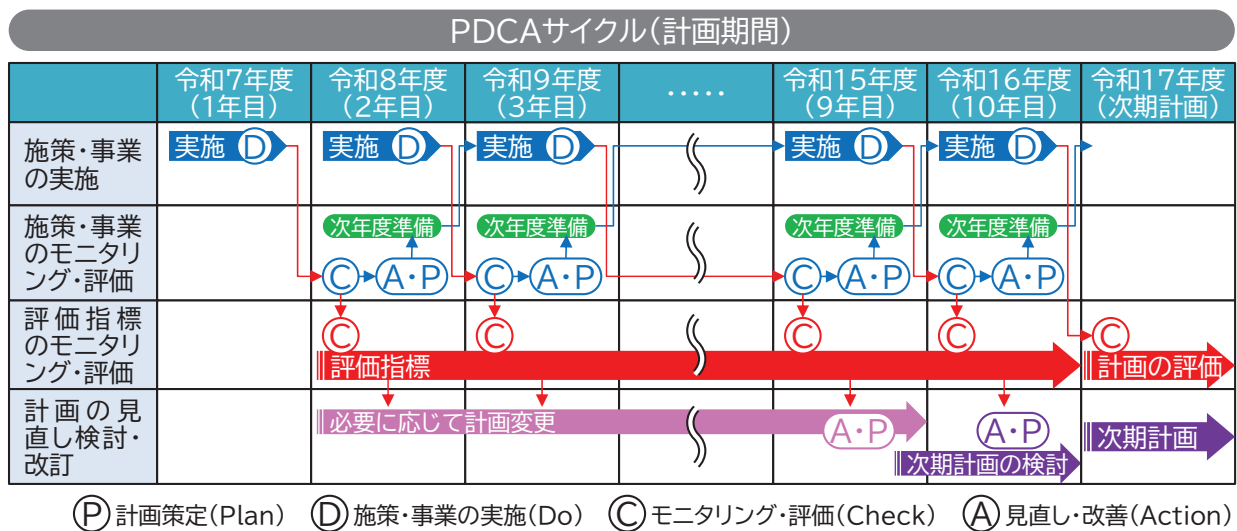 PDCAサイクル(計画期間)
令和7年度
(1年目)
令和8年度
(2年目)
令和9年度
(3年目)
・・・・・
令和15年度
(9年目)
令和16年度
(10年目)
令和17年度
(次期計画)
施策・事業
の実施
実施 D
実施 D
実施 D
実施 D
実施 D
施策・事業
のモニタリ
ング・評価
次年度準備
次年度準備
次年度準備
次年度準備
C A・P
C A・P
C A・P
C A・P
評価指標
のモニタリ
ング・評価
C
C
C
C
C
評価指標
計画の評価
計画の見
直し検討・
改訂
必要に応じて計画変更
A・P
A・P
次期計画の検討
次期計画
P 計画策定(Plan) D 施策・事業の実施(Do) C モニタリング・評価(Check) A 見直し・改善(Action)